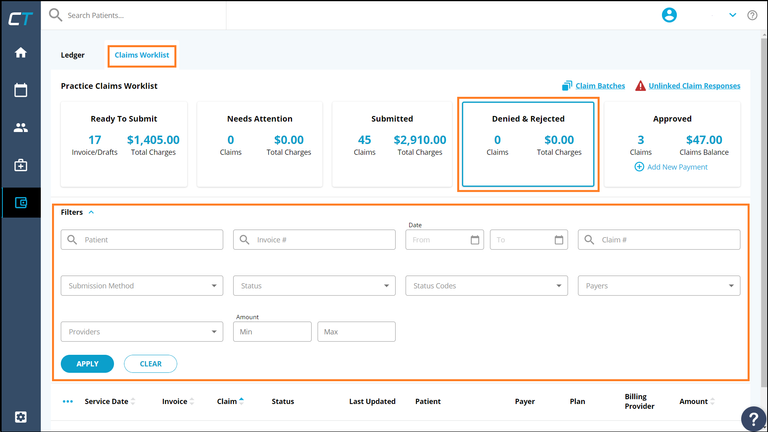 CT
Search Patients...
?
Ledger
Claims Worklist
Practice Claims Worklist
Claim Batches
Unlinked Claim Responses
Ready To Submit
17 $1,405.00
Invoice/Drafts Total Charges
Needs Attention
0 $0.00
Claims Total Charges
Submitted
45 $2,910.00
Claims Total Charges
Denied & Rejected
0 $0.00
Claims Total Charges
Approved
3 $47.00
Claims Claims Balance
Add New Payment
Filters
Patient
Invoice #
Date
From
To
Claim #
Submission Method
Status
Status Codes
Payers
Providers
Amount
Min
Max
APPLY
CLEAR
Service Date Invoice Claim Status Last Updated Patient Payer Plan Billing Provider Amount
?